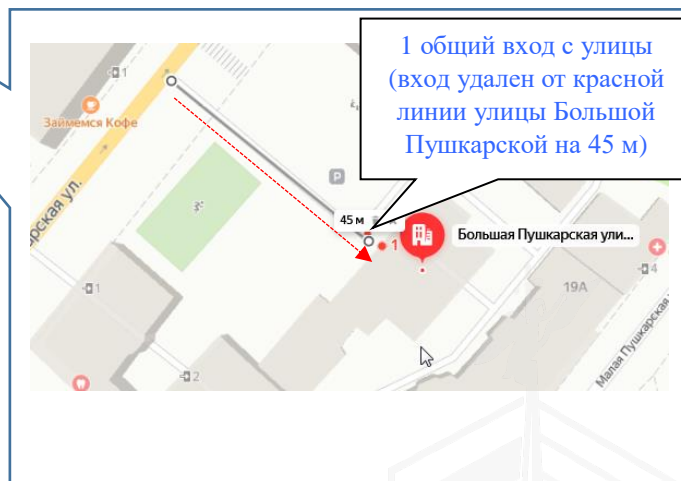 1 общий вход с улицы
(вход удален от красной
линии улицы Большой
Пушкарской на 45 м)
1
Займемся Кофе
P
рская ул.
45 м
1
Большая Пушкарская ули...
4
19А
1
2
Малая Пушкарская